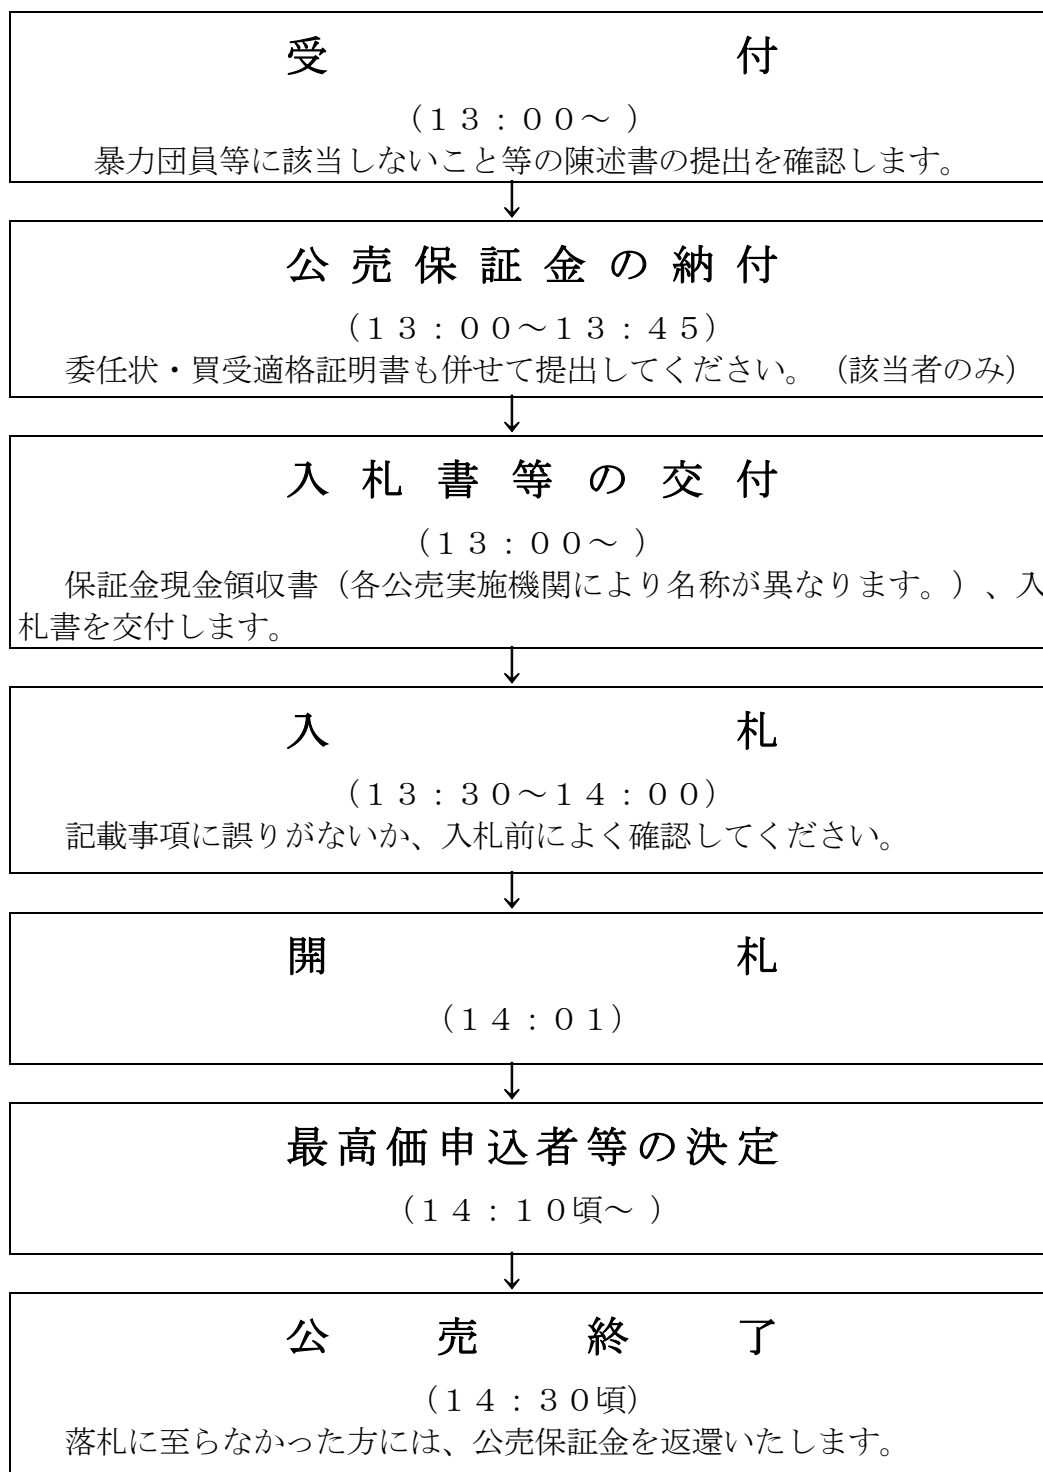 受付
（１３：００～ ）
暴力団員等に該当しないこと等の陳述書の提出を確認します。
↓
公売保証金の納付
（１３：００～１３：４５）
委任状・買受適格証明書も併せて提出してください。（該当者のみ）
↓
入札書等の交付
（１３：００～ ）
保証金現金領収書（各公売実施機関により名称が異なります。）、入
札書を交付します。
↓
入札
（１３：３０～１４：００）
記載事項に誤りがないか、入札前によく確認してください。
↓
開札
（１４：０１）
↓
最高価申込者等の決定
（１４：１０頃～ ）
↓
公売終了
（１４：３０頃）
落札に至らなかった方には、公売保証金を返還いたします。